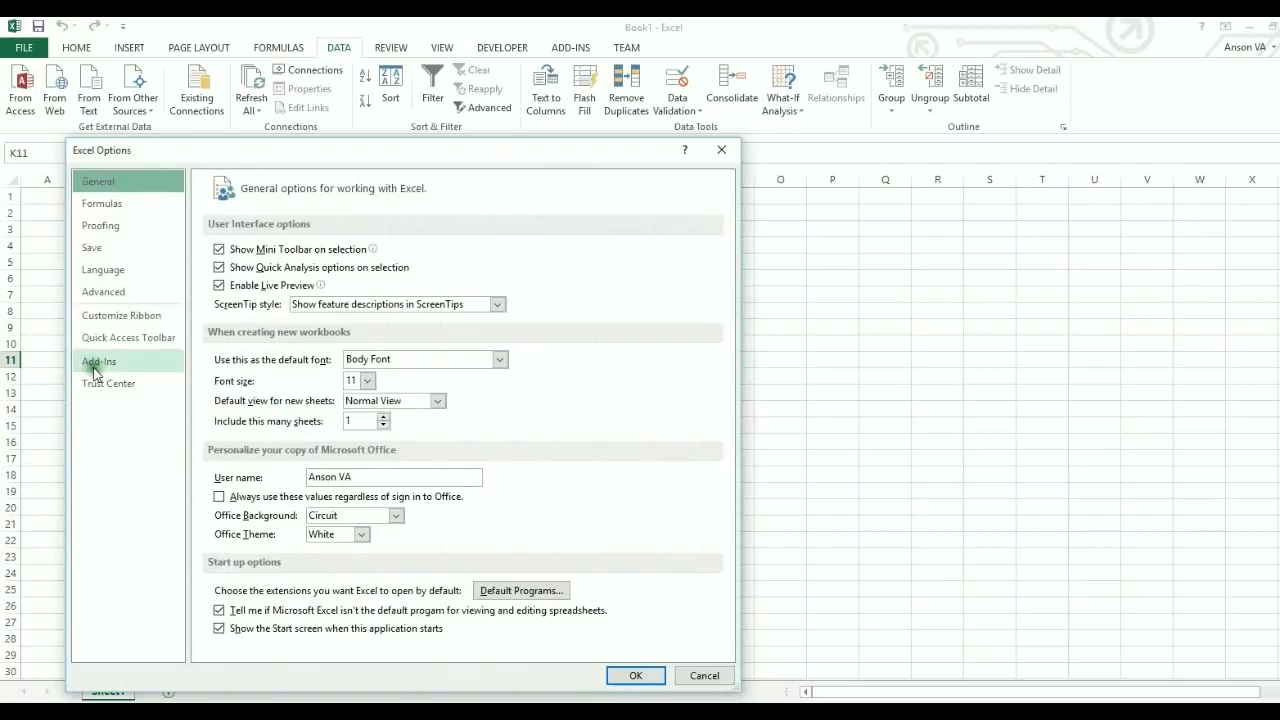 Book1 - Excel
?
FILE HOME INSERT PAGE LAYOUT FORMULAS DATA REVIEW VIEW DEVELOPER ADD-INS TEAM Anson VA
From Access
From Web
From Text
From Other Sources
Existing Connections
Refresh All
Connections
Properties
Edit Links
Sort
Filter
Clear
Reapply
Advanced
Text to Columns
Flash Fill
Remove Duplicates
Data Validation
Consolidate
What-If Analysis
Relationships
Group
Ungroup
Subtotal
Show Detail
Hide Detail
Get External Data Connections Sort & Filter Data Tools Outline
K11
A O P Q R S T U V W X
1
2
3
4
5
6
7
8
9
10
11
12
13
14
15
16
17
18
19
20
21
22
23
24
25
26
27
28
29
30
Excel Options ?
General
Formulas
Proofing
Save
Language
Advanced
Customize Ribbon
Quick Access Toolbar
Add-Ins
Trust Center
General options for working with Excel.
User Interface options
Show Mini Toolbar on selection
Show Quick Analysis options on selection
Enable Live Preview
ScreenTip style: Show feature descriptions in ScreenTips
When creating new workbooks
Use this as the default font: Body Font
Font size: 11
Default view for new sheets: Normal View
Include this many sheets: 1
Personalize your copy of Microsoft Office
User name: Anson VA
Always use these values regardless of sign in to Office.
Office Background: Circuit
Office Theme: White
Start up options
Choose the extensions you want Excel to open by default: Default Programs...
Tell me if Microsoft Excel isn't the default progam for viewing and editing spreadsheets.
Show the Start screen when this application starts
OK Cancel
Sheet1